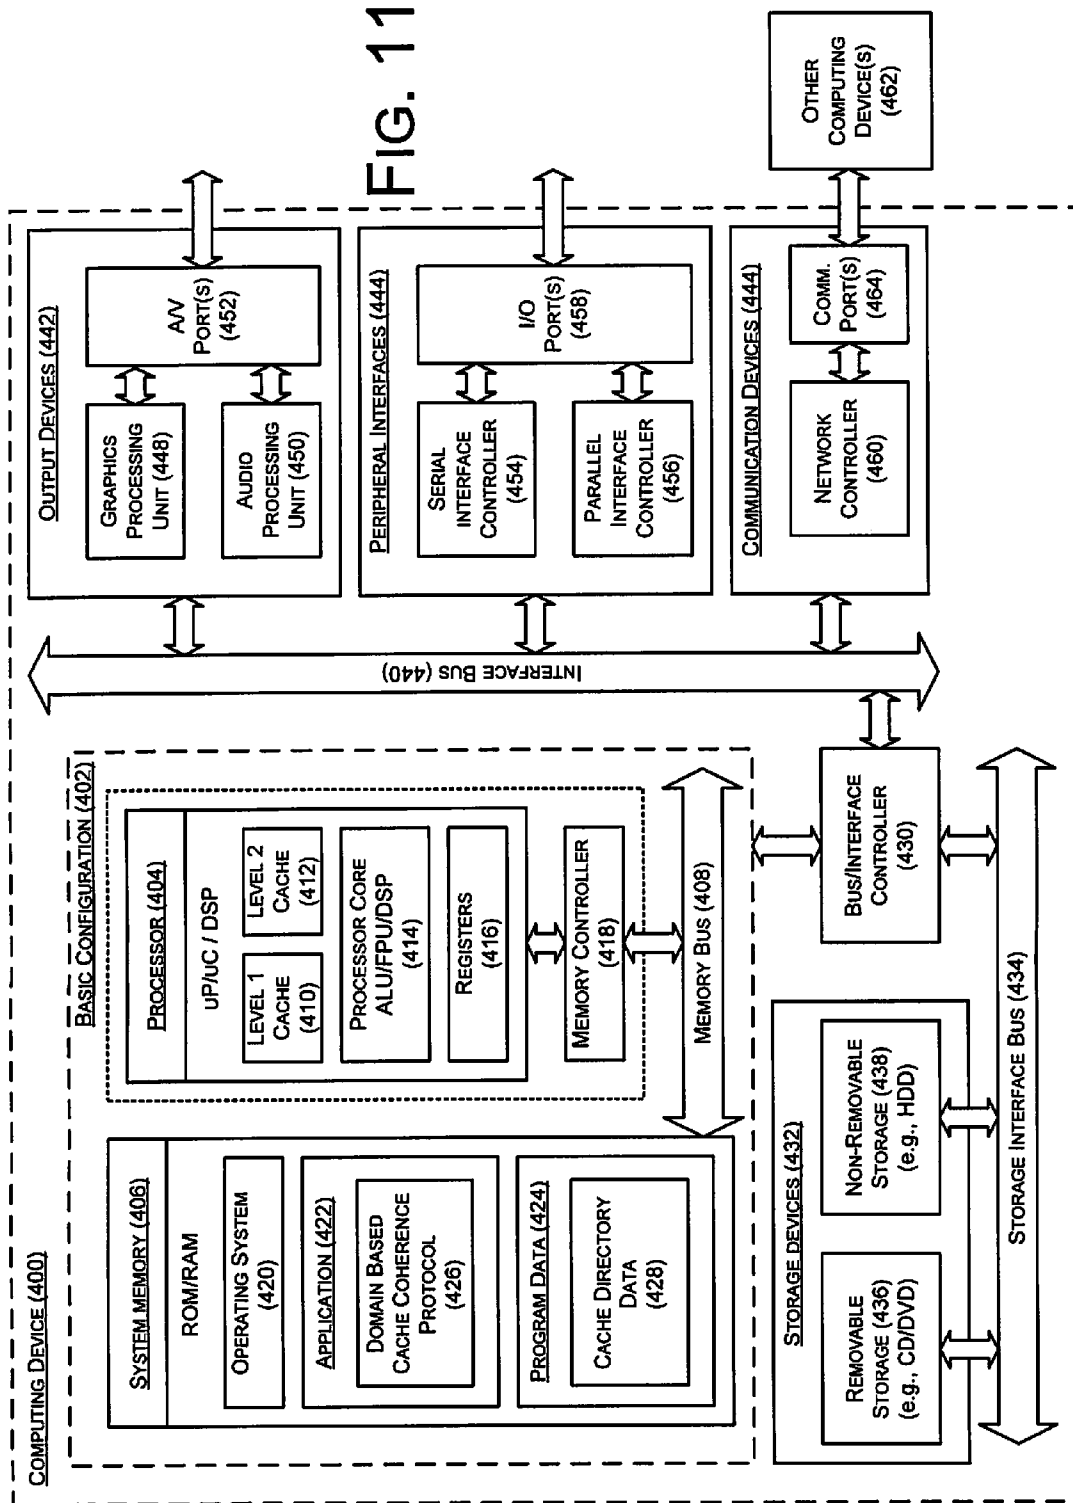 COMPUTING DEVICE (400)
BASIC CONFIGURATION (402)
SYSTEM MEMORY (406)
ROM/RAM
OPERATING SYSTEM
(420)
APPLICATION (422)
DOMAIN BASED
CACHE COHERENCE
PROTOCOL
(426)
PROGRAM DATA (424)
CACHE DIRECTORY
DATA
(428)
PROCESSOR (404)
uP/uC / DSP
LEVEL 1
CACHE
(410)
LEVEL 2
CACHE
(412)
PROCESSOR CORE
ALU/FPU/DSP
(414)
REGISTERS
(416)
MEMORY CONTROLLER
(418)
MEMORY BUS (408)
STORAGE DEVICES (432)
REMOVABLE
STORAGE (436)
(e.g., CD/DVD)
NON-REMOVABLE
STORAGE (438)
(e.g., HDD)
BUS/INTERFACE
CONTROLLER
(430)
STORAGE INTERFACE BUS (434)
INTERFACE BUS (440)
OUTPUT DEVICES (442)
GRAPHICS
PROCESSING
UNIT (448)
AUDIO
PROCESSING
UNIT (450)
A/V
PORT(S)
(452)
PERIPHERAL INTERFACES (444)
SERIAL
INTERFACE
CONTROLLER
(454)
PARALLEL
INTERFACE
CONTROLLER
(456)
I/O
PORT(S)
(458)
COMMUNICATION DEVICES (444)
NETWORK
CONTROLLER
(460)
COMM.
PORT(S)
(464)
OTHER
COMPUTING
DEVICE(S)
(462)
FIG. 11